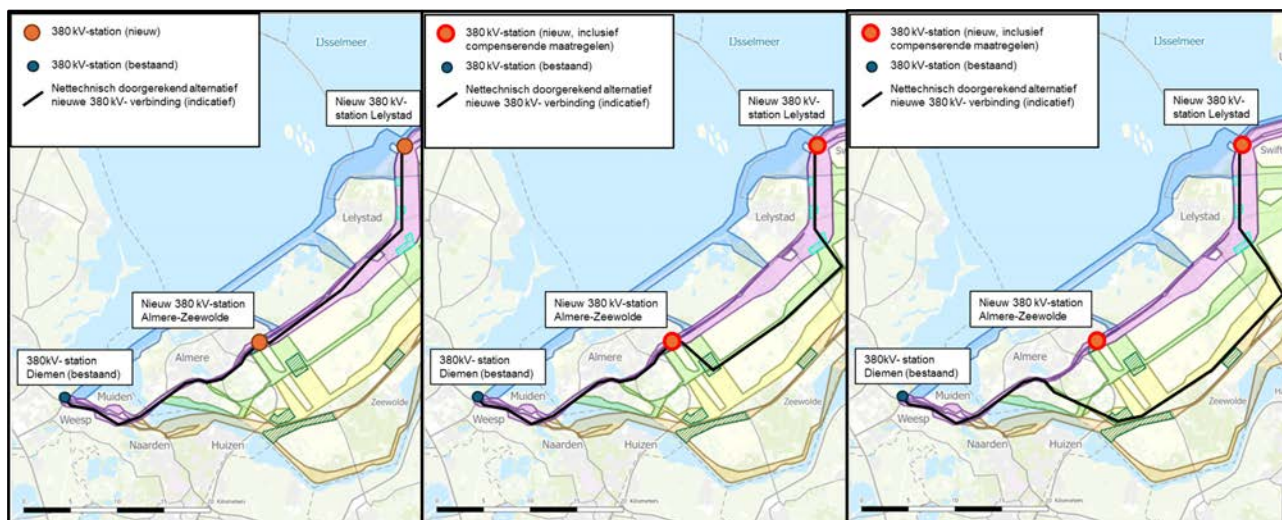 380 kV-station (nieuw)
380 kV-station (bestaand)
Nettechnisch doorgerekend alternatief
nieuwe 380 kV- verbinding (indicatief)
IJsselmeer
Nieuw 380 kV-
station Lelystad
Lelystad
Nieuw 380 kV-station
Almere-Zeewolde
Almere
380kV- station
Diemen (bestaand)
Muiden
Weesp
Naarden
Huizen
Zeewolde
380 kV-station (nieuw, inclusief
compenserende maatregelen)
380 kV-station (bestaand)
Nettechnisch doorgerekend alternatief
nieuwe 380 kV- verbinding (indicatief)
IJsselmeer
Nieuw 380 kV-
station Lelystad
Lelystad
Nieuw 380 kV-station
Almere-Zeewolde
Almere
380kV- station
Diemen (bestaand)
Muiden
Weesp
Naarden
Huizen
Zeewolde
380 kV-station (nieuw, inclusief
compenserende maatregelen)
380 kV-station (bestaand)
Nettechnisch doorgerekend alternatief
nieuwe 380 kV- verbinding (indicatief)
IJsselmeer
Nieuw 380 kV-
station Lelystad
Swift
Lelystad
Nieuw 380 kV-station
Almere-Zeewolde
Almere
380kV- station
Diemen (bestaand)
Muiden
Weesp
Naarden
Huizen
Zeewolde